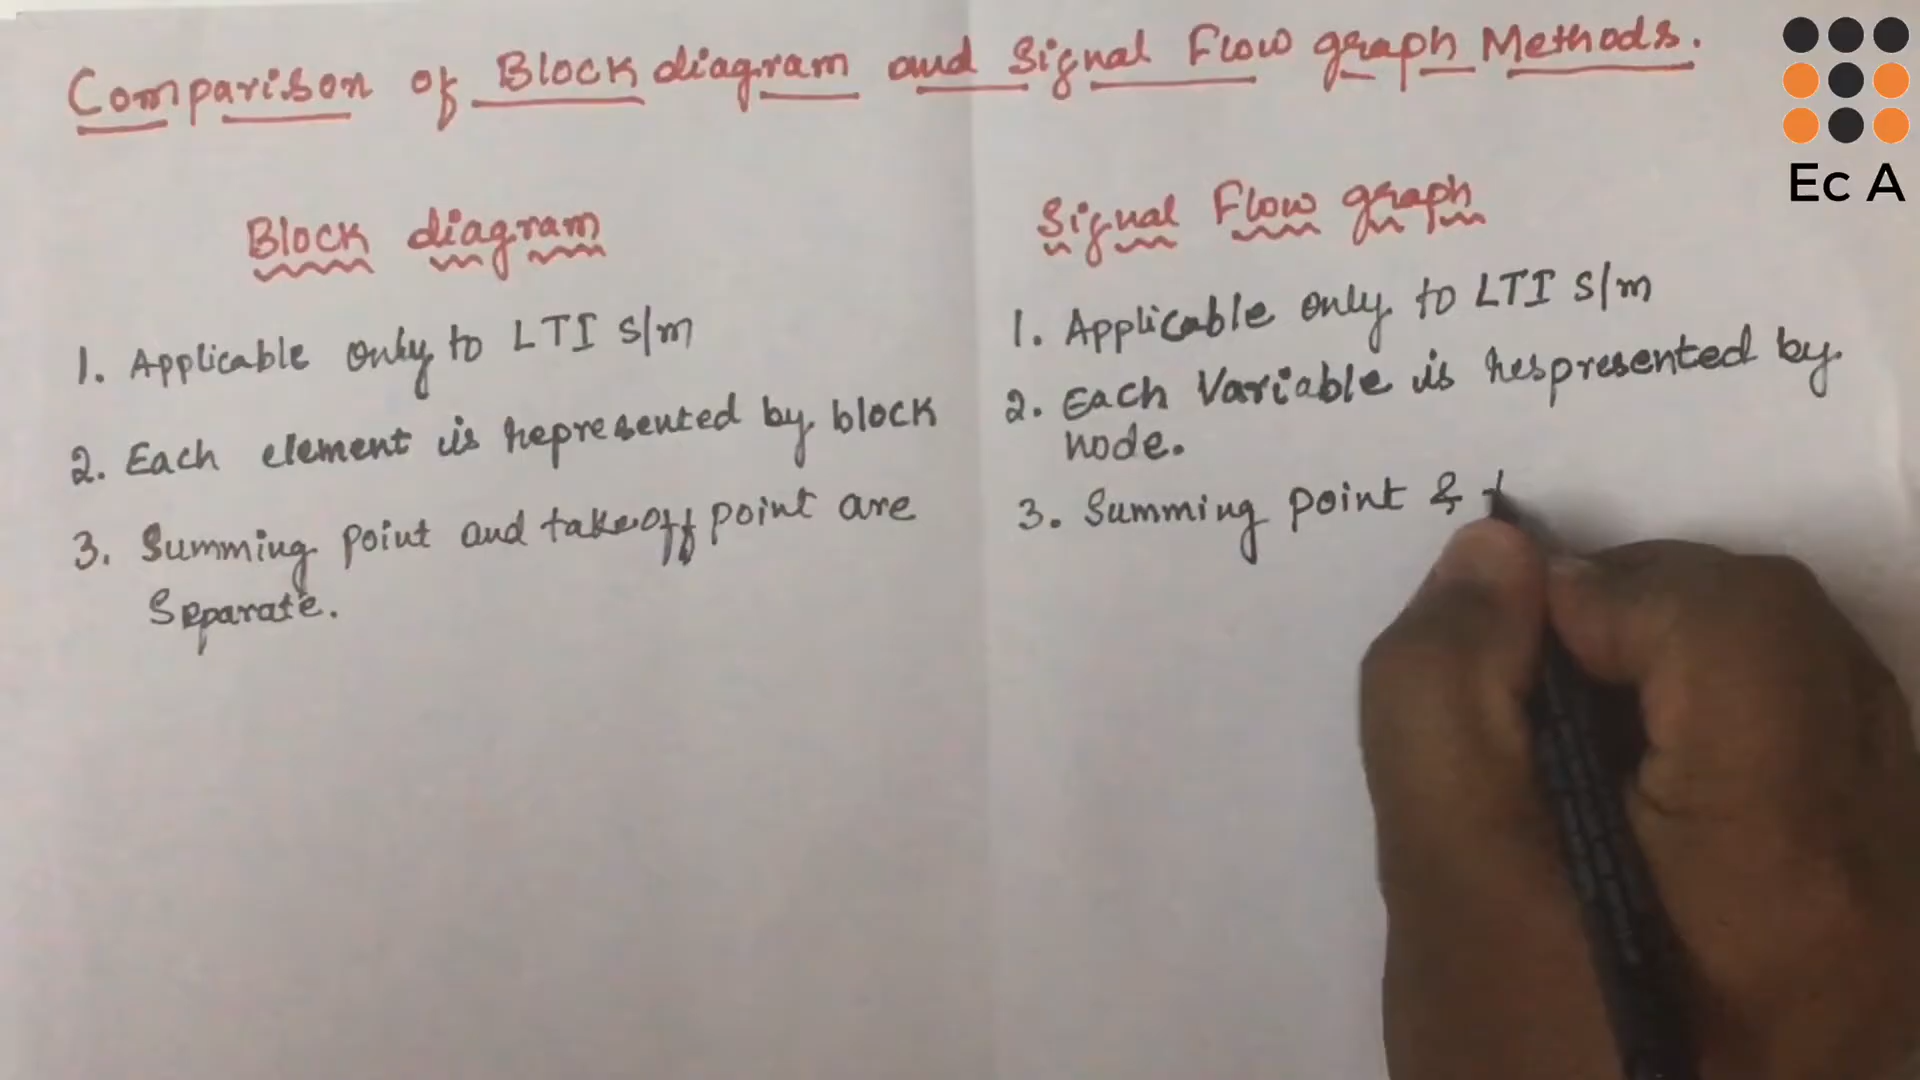 Comparison of Block diagram and Signal Flow graph Methods.
Ec A
Block diagram
1. Applicable only to LTI s/m
2. Each element is represented by block
3. Summing point and takeoff point are
Separate.
Signal Flow graph
1. Applicable only to LTI s/m
2. Each Variable is respresented by
node.
3. Summing point & t